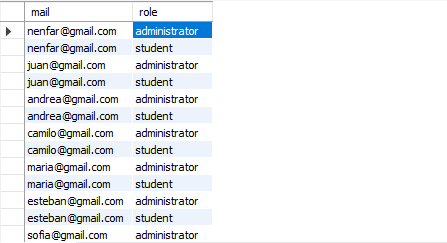 mail role
nenfar@gmail.com administrator
nenfar@gmail.com student
juan@gmail.com administrator
juan@gmail.com student
andrea@gmail.com administrator
andrea@gmail.com student
camilo@gmail.com administrator
camilo@gmail.com student
maria@gmail.com administrator
maria@gmail.com student
esteban@gmail.com administrator
esteban@gmail.com student
sofia@gmail.com administrator